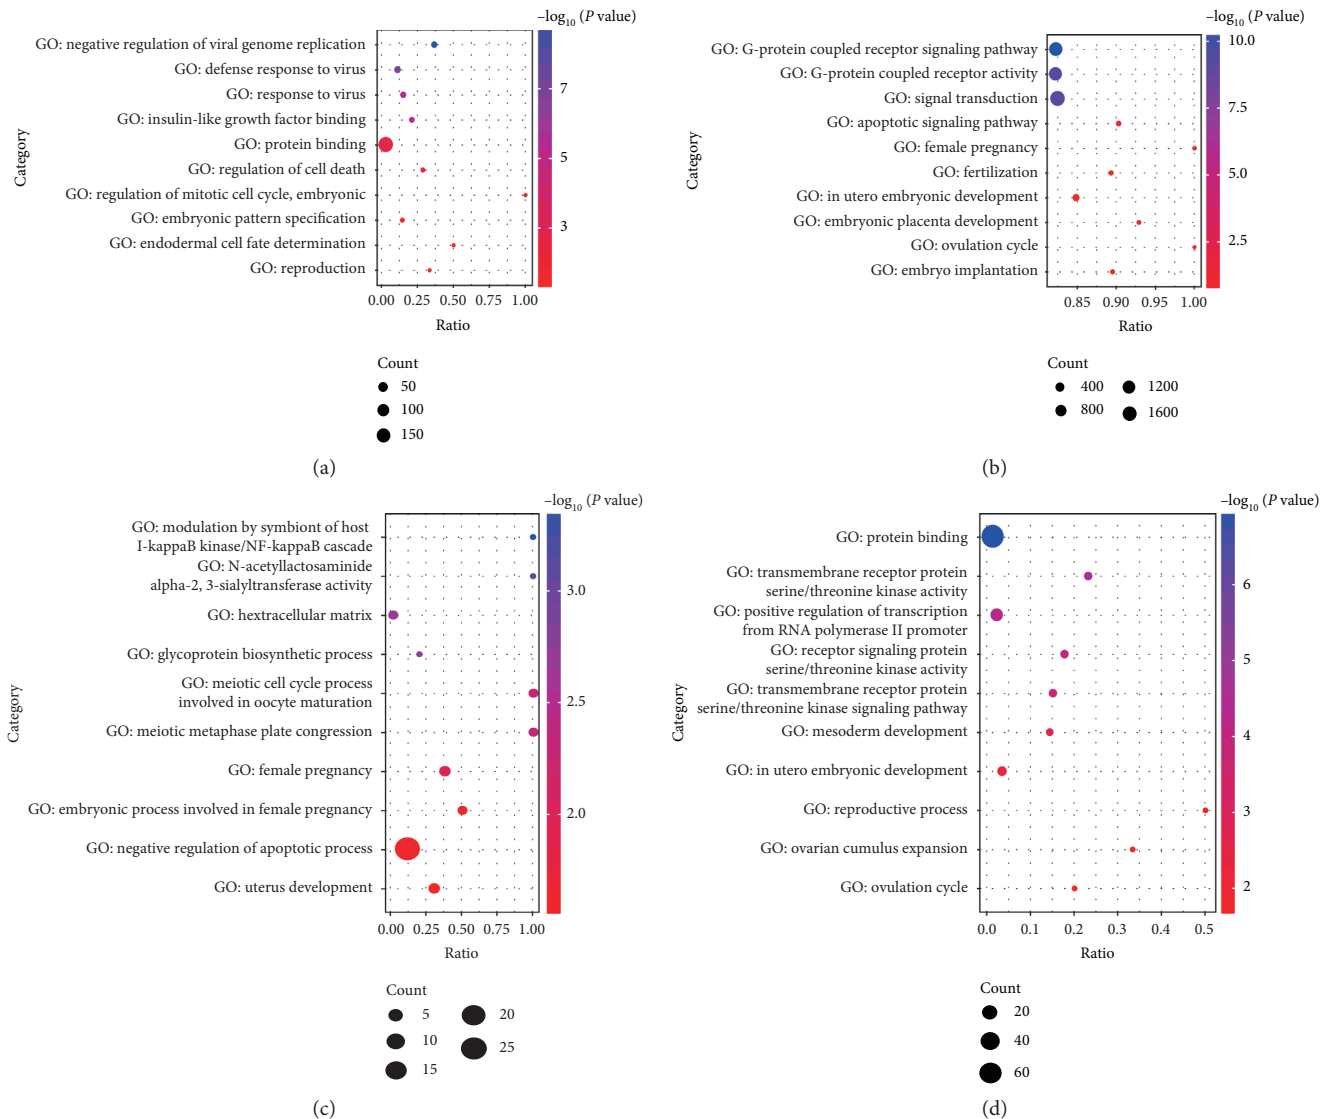 –log10 (P value)
GO: negative regulation of viral genome replication
GO: defense response to virus
GO: response to virus
GO: insulin-like growth factor binding
GO: protein binding
GO: regulation of cell death
GO: regulation of mitotic cell cycle, embryonic
GO: embryonic pattern specification
GO: endodermal cell fate determination
GO: reproduction
Category
7
5
3
0.00 0.25 0.50 0.75 1.00
Ratio
Count
50
100
150
(a)
–log10 (P value)
GO: G-protein coupled receptor signaling pathway
GO: G-protein coupled receptor activity
GO: signal transduction
GO: apoptotic signaling pathway
GO: female pregnancy
GO: fertilization
GO: in utero embryonic development
GO: embryonic placenta development
GO: ovulation cycle
GO: embryo implantation
Category
10.0
7.5
5.0
2.5
0.85 0.90 0.95 1.00
Ratio
Count
400 1200
800 1600
(b)
–log10 (P value)
GO: modulation by symbiont of host
I-kappaB kinase/NF-kappaB cascade
GO: N-acetyllactosaminide
alpha-2, 3-sialyltransferase activity
GO: hextracellular matrix
GO: glycoprotein biosynthetic process
GO: meiotic cell cycle process
involved in oocyte maturation
GO: meiotic metaphase plate congression
GO: female pregnancy
GO: embryonic process involved in female pregnancy
GO: negative regulation of apoptotic process
GO: uterus development
Category
3.0
2.5
2.0
0.00 0.25 0.50 0.75 1.00
Ratio
Count
5 20
10 25
15
(c)
–log10 (P value)
GO: protein binding
GO: transmembrane receptor protein
serine/threonine kinase activity
GO: positive regulation of transcription
from RNA polymerase II promoter
GO: receptor signaling protein
serine/threonine kinase activity
GO: transmembrane receptor protein
serine/threonine kinase signaling pathway
GO: mesoderm development
GO: in utero embryonic development
GO: reproductive process
GO: ovarian cumulus expansion
GO: ovulation cycle
Category
6
5
4
3
2
0.0 0.1 0.2 0.3 0.4 0.5
Ratio
Count
20
40
60
(d)